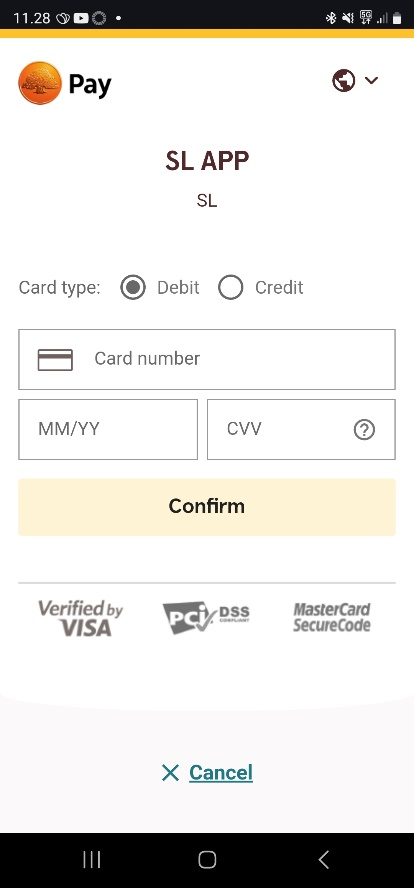 11.28
5G
Pay
SL APP
SL
Card type: Debit Credit
Card number
MM/YY CVV ?
Confirm
Verified by VISA
PCI DSS COMPLIANT
MasterCard SecureCode
Cancel